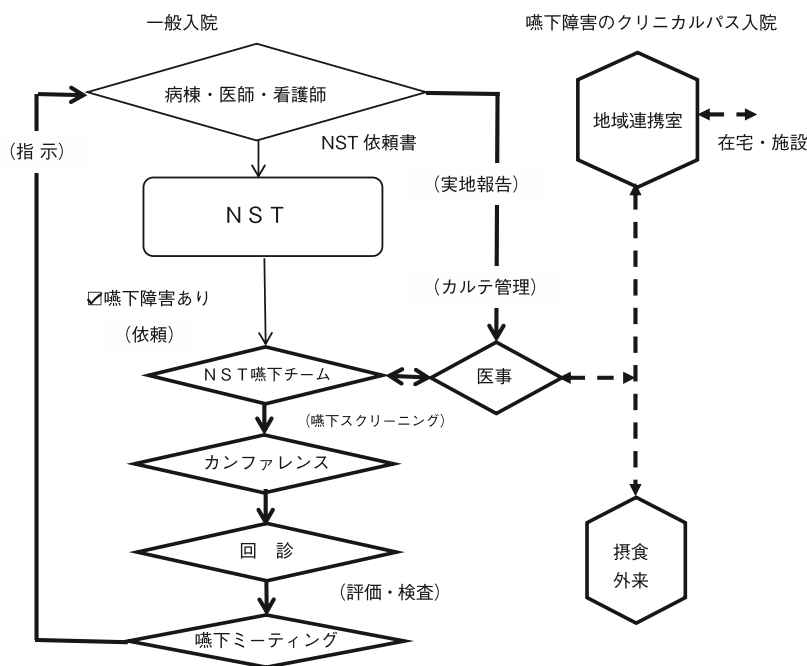 一般入院
嚥下障害のクリニカルパス入院
病棟・医師・看護師
地域連携室
在宅・施設
（指 示）
NST 依頼書
（実地報告）
ＮＳＴ
（カルテ管理）
☑嚥下障害あり
（依頼）
ＮＳＴ嚥下チーム
医事
（嚥下スクリーニング）
カンファレンス
回　診
摂食
外来
（評価・検査）
嚥下ミーティング